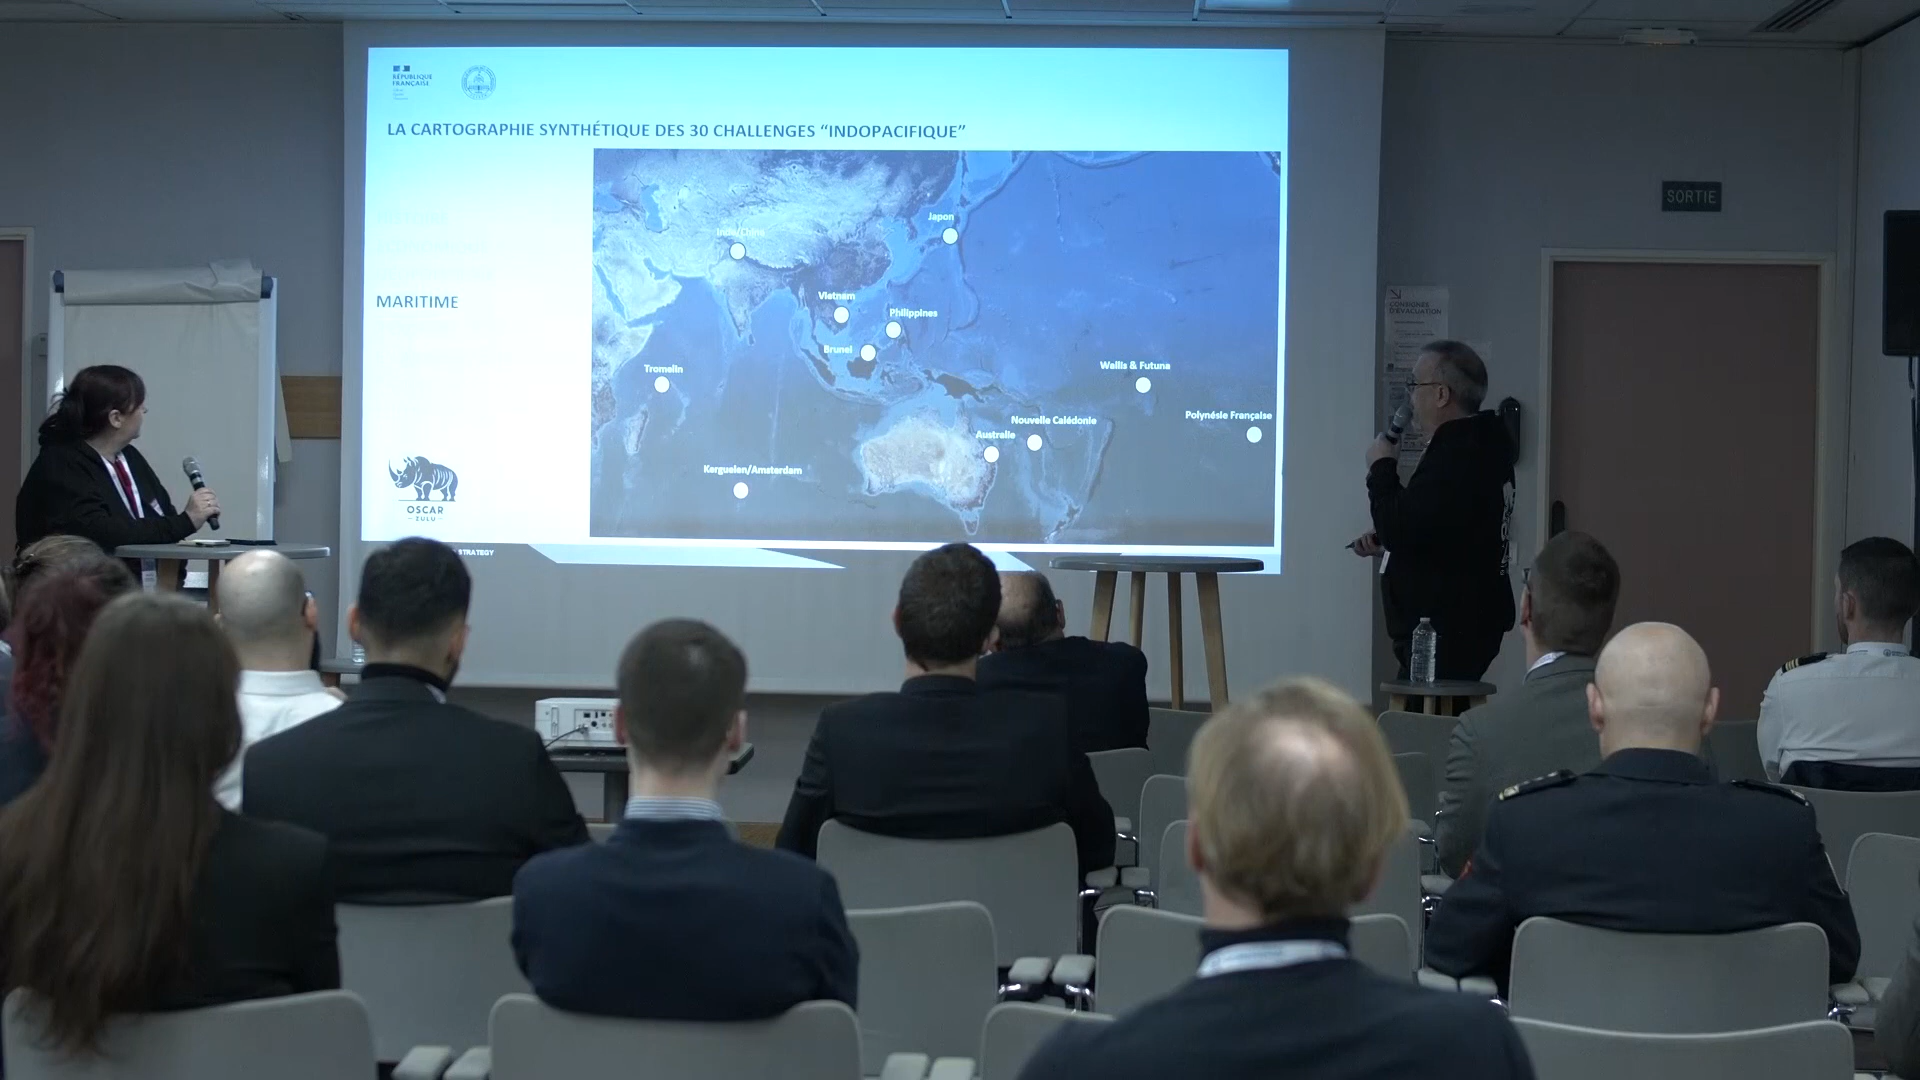 RÉPUBLIQUE
FRANÇAISE
LA CARTOGRAPHIE SYNTHÉTIQUE DES 30 CHALLENGES “INDOPACIFIQUE”
MARITIME
Japon
Inde/Chine
Vietnam
Philippines
Brunei
Tromelin
Wallis & Futuna
Polynésie Française
Nouvelle Calédonie
Australie
Kerguelen/Amsterdam
OSCAR
ZULU
STRATEGY
SORTIE
CONSIGNES
D'ÉVACUATION